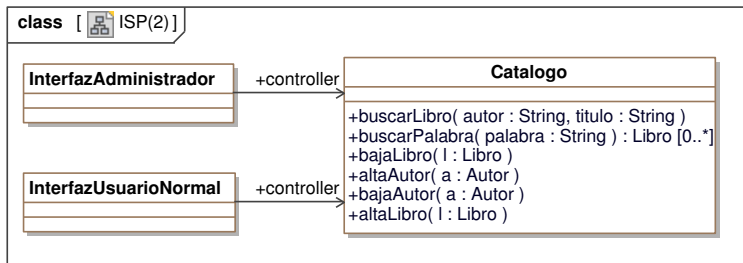 class [ ISP(2) ]
InterfazAdministrador
+controller
Catalogo
+buscarLibro( autor : String, titulo : String )
+buscarPalabra( palabra : String ) : Libro [0..*]
+bajaLibro( l : Libro )
+altaAutor( a : Autor )
+bajaAutor( a : Autor )
+altaLibro( l : Libro )
InterfazUsuarioNormal
+controller